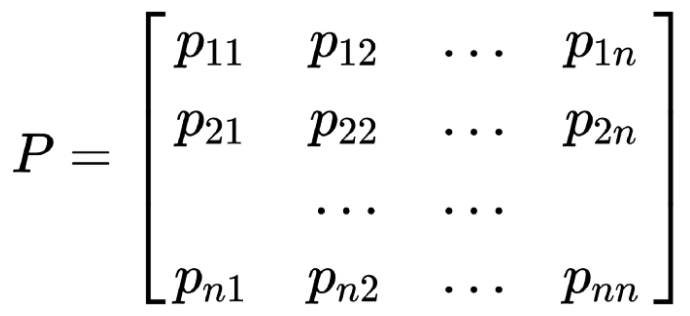 P = [ p11 p12 … p1n
p21 p22 … p2n
… …
pn1 pn2 … pnn ]